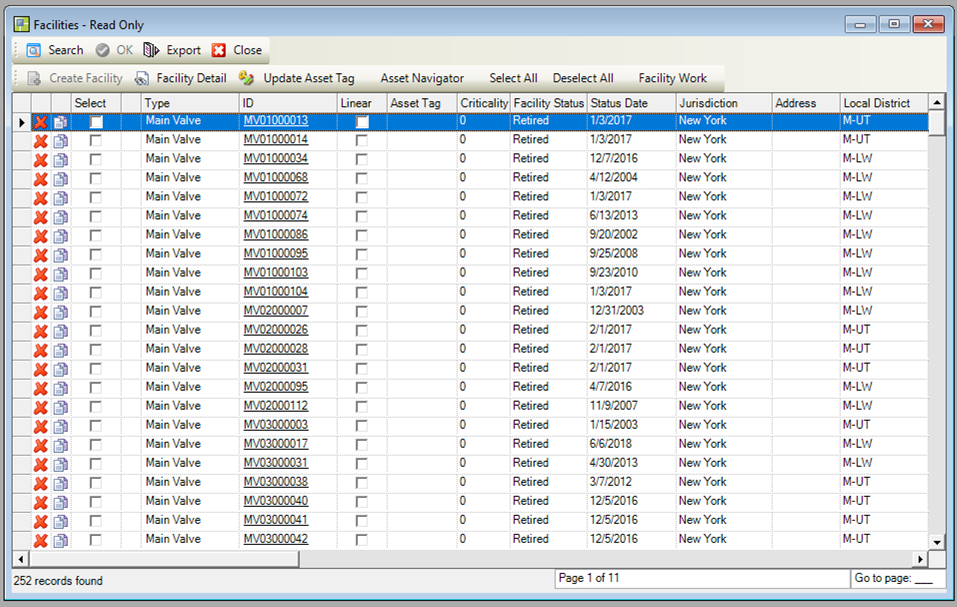 Facilities - Read Only
Search OK Export Close
Create Facility Facility Detail Update Asset Tag Asset Navigator Select All Deselect All Facility Work
Select Type ID Linear Asset Tag Criticality Facility Status Status Date Jurisdiction Address Local District
Main Valve MV01000013 0 Retired 1/3/2017 New York M-UT
Main Valve MV01000014 0 Retired 1/3/2017 New York M-UT
Main Valve MV01000034 0 Retired 12/7/2016 New York M-LW
Main Valve MV01000068 0 Retired 4/12/2004 New York M-LW
Main Valve MV01000072 0 Retired 1/3/2017 New York M-LW
Main Valve MV01000074 0 Retired 6/13/2013 New York M-LW
Main Valve MV01000086 0 Retired 9/20/2002 New York M-LW
Main Valve MV01000095 0 Retired 9/25/2008 New York M-LW
Main Valve MV01000103 0 Retired 9/23/2010 New York M-LW
Main Valve MV01000104 0 Retired 1/3/2017 New York M-LW
Main Valve MV02000007 0 Retired 12/31/2003 New York M-LW
Main Valve MV02000026 0 Retired 2/1/2017 New York M-UT
Main Valve MV02000028 0 Retired 2/1/2017 New York M-UT
Main Valve MV02000031 0 Retired 2/1/2017 New York M-UT
Main Valve MV02000095 0 Retired 4/7/2016 New York M-LW
Main Valve MV02000112 0 Retired 11/9/2007 New York M-LW
Main Valve MV03000003 0 Retired 1/15/2003 New York M-UT
Main Valve MV03000017 0 Retired 6/6/2018 New York M-LW
Main Valve MV03000031 0 Retired 4/30/2013 New York M-LW
Main Valve MV03000038 0 Retired 3/7/2012 New York M-UT
Main Valve MV03000040 0 Retired 12/5/2016 New York M-UT
Main Valve MV03000041 0 Retired 12/5/2016 New York M-UT
Main Valve MV03000042 0 Retired 12/5/2016 New York M-UT
252 records found Page 1 of 11 Go to page: ___